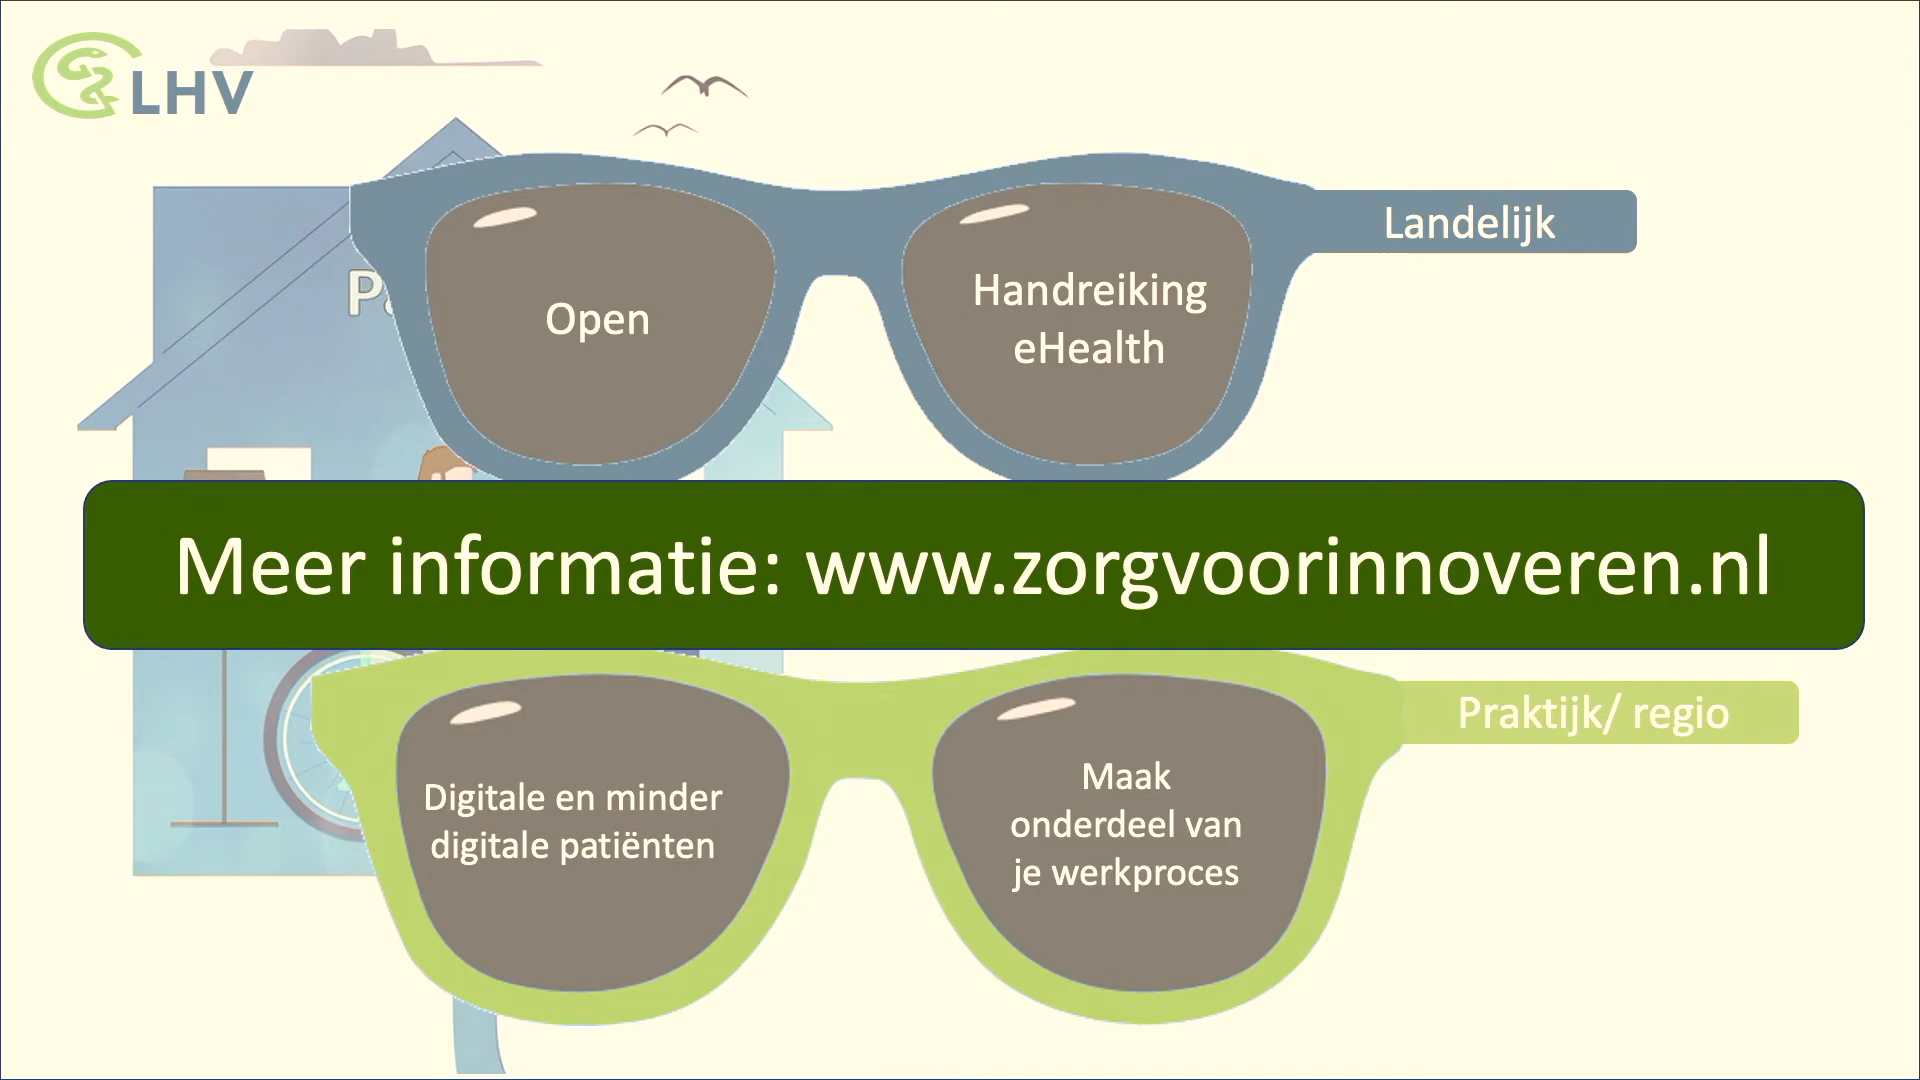 LHV
Landelijk
Open
Handreiking
eHealth
Meer informatie: www.zorgvoorinnoveren.nl
Praktijk/ regio
Digitale en minder
digitale patiënten
Maak
onderdeel van
je werkproces